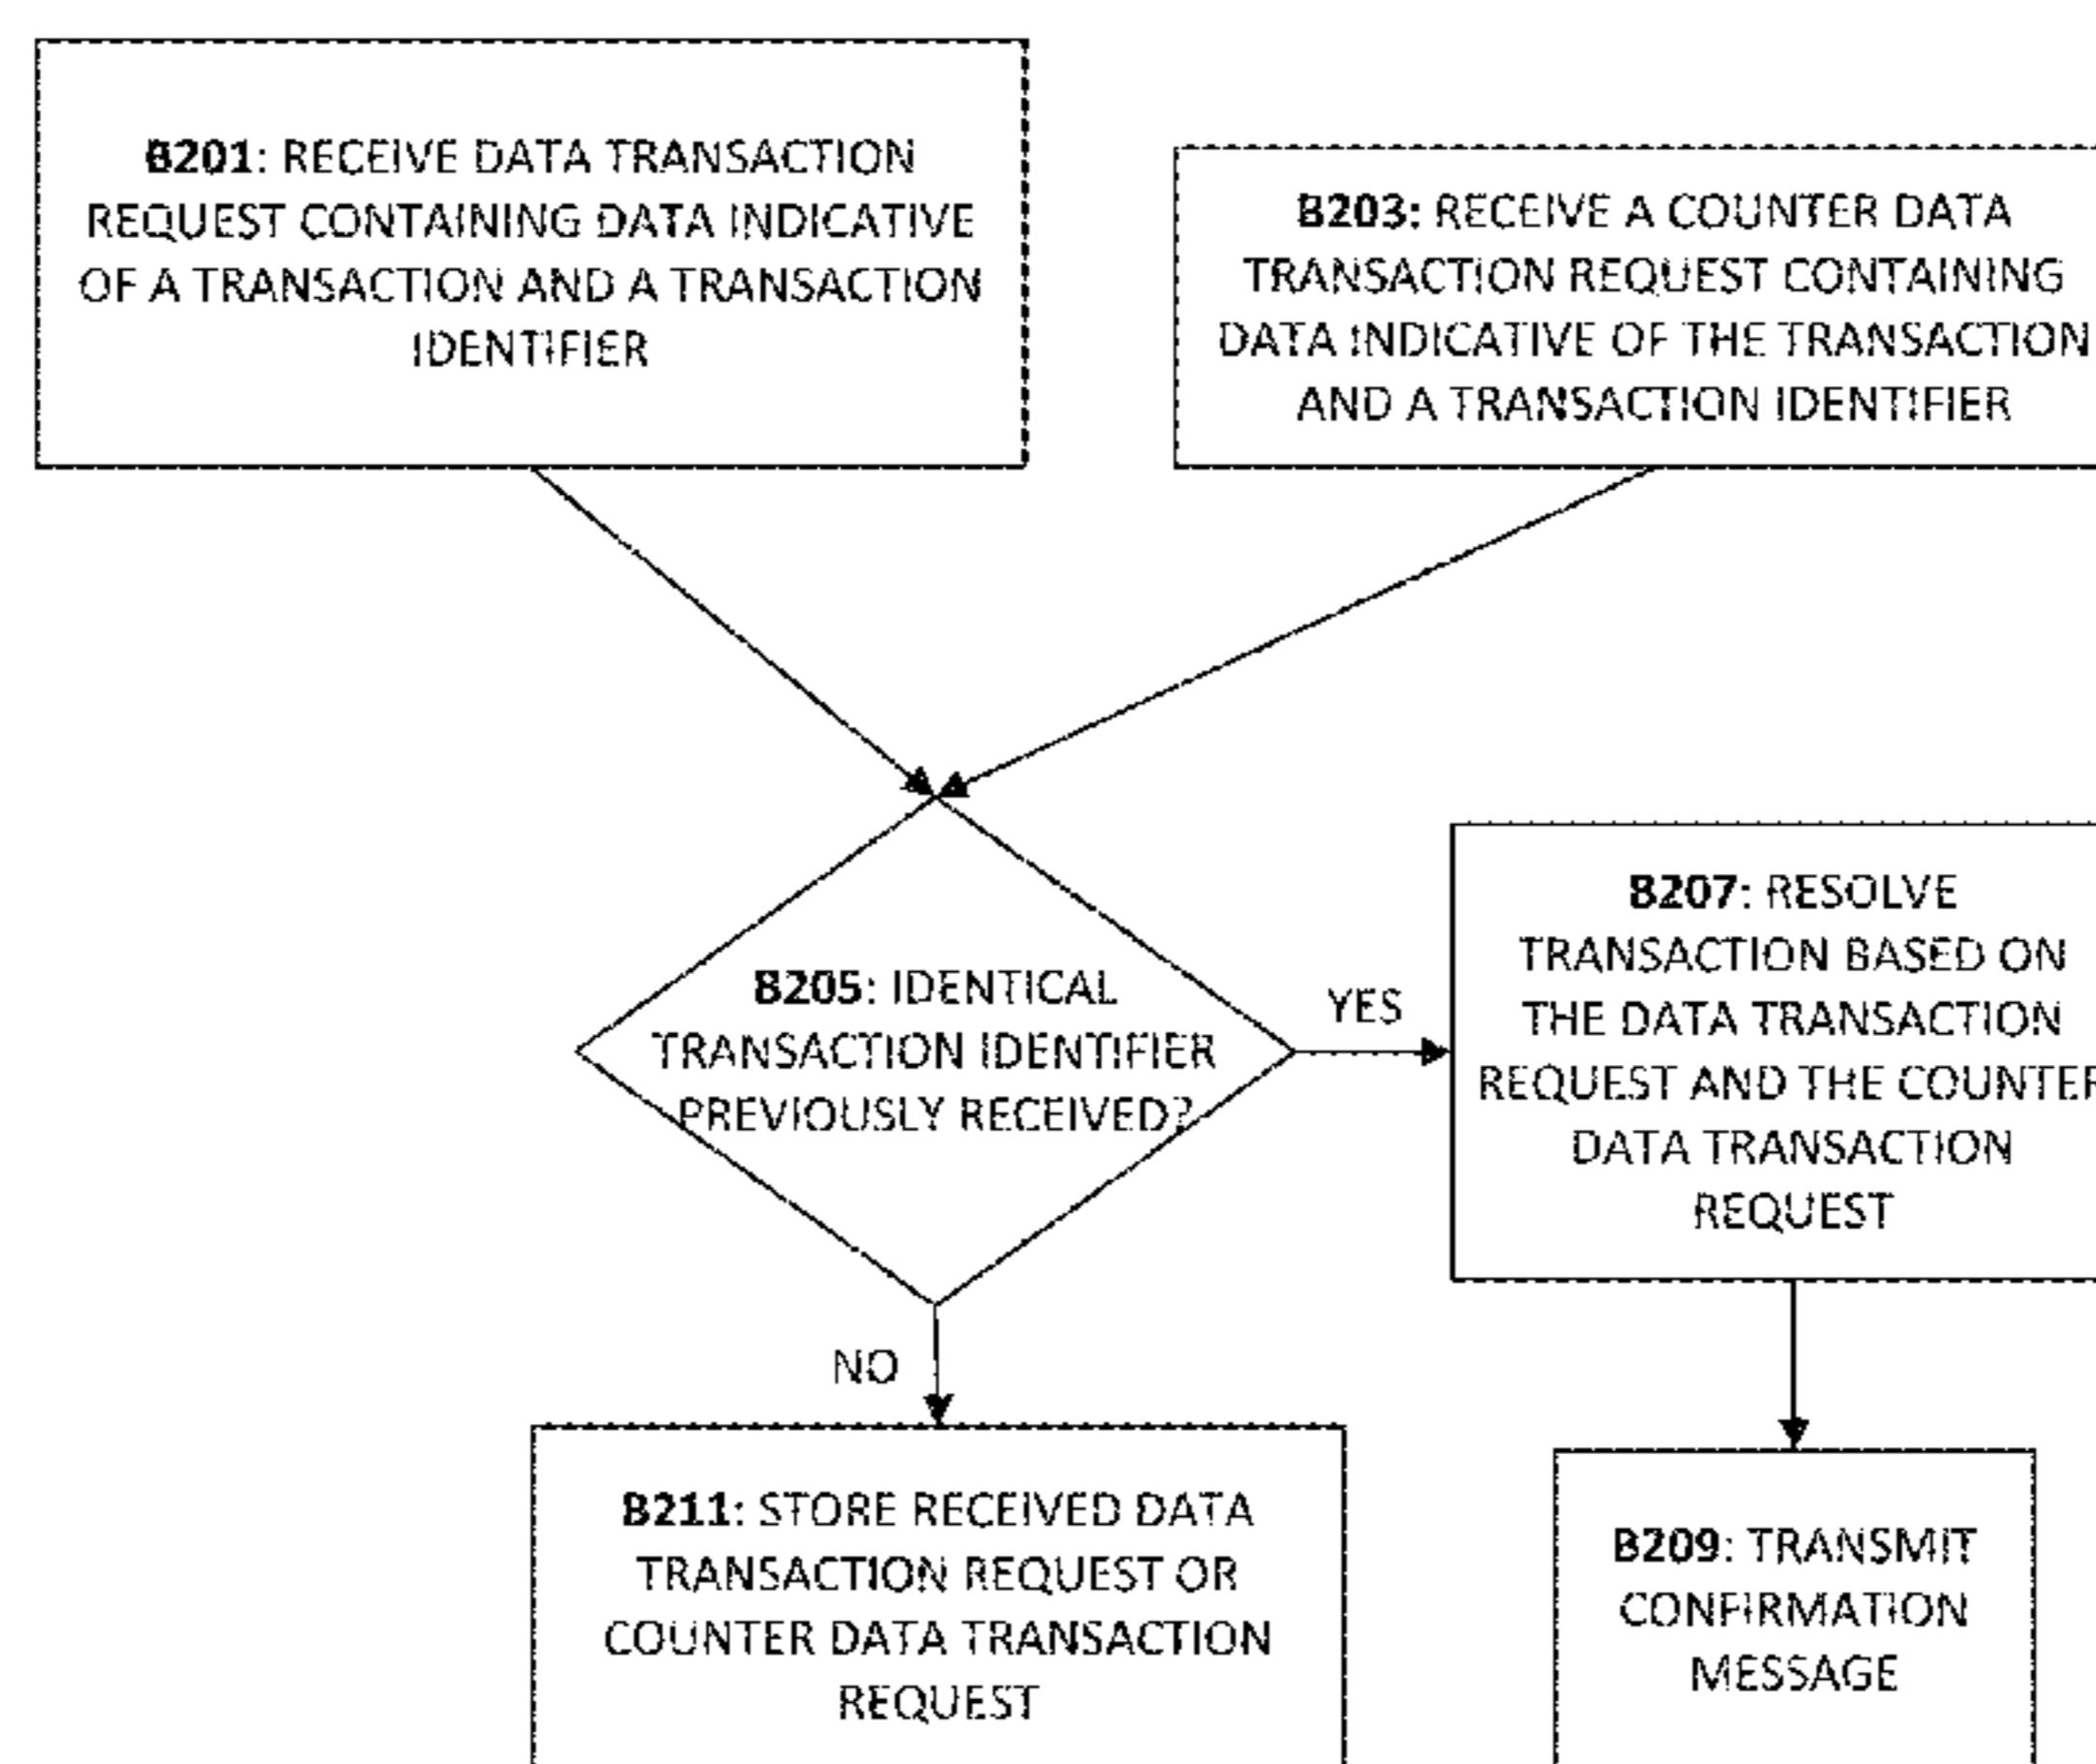 B201: RECEIVE DATA TRANSACTION
REQUEST CONTAINING DATA INDICATIVE
OF A TRANSACTION AND A TRANSACTION
IDENTIFIER
B203: RECEIVE A COUNTER DATA
TRANSACTION REQUEST CONTAINING
DATA INDICATIVE OF THE TRANSACTION
AND A TRANSACTION IDENTIFIER
B205: IDENTICAL
TRANSACTION IDENTIFIER
PREVIOUSLY RECEIVED?
YES
B207: RESOLVE
TRANSACTION BASED ON
THE DATA TRANSACTION
REQUEST AND THE COUNTER
DATA TRANSACTION
REQUEST
NO
B211: STORE RECEIVED DATA
TRANSACTION REQUEST OR
COUNTER DATA TRANSACTION
REQUEST
B209: TRANSMIT
CONFIRMATION
MESSAGE